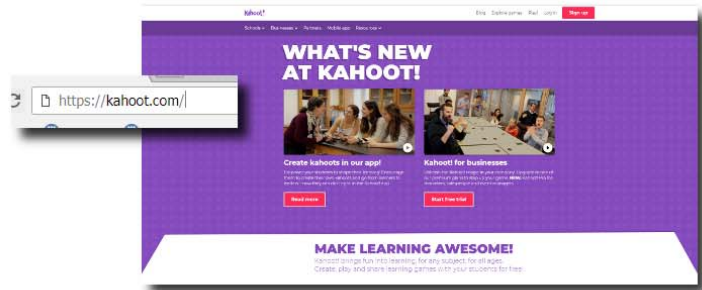 https://kahoot.com/
Kahoot!
Blog Explore games Play! Log in Sign up
Schools Businesses Partners Mobile app Resources
WHAT'S NEW
AT KAHOOT!
Create kahoots in our app!
Kahoot! for businesses
Read more
Start free trial
MAKE LEARNING AWESOME!
Kahoot! brings fun into learning, for any subject, for all ages.
Create, play and share learning games with your students for free.